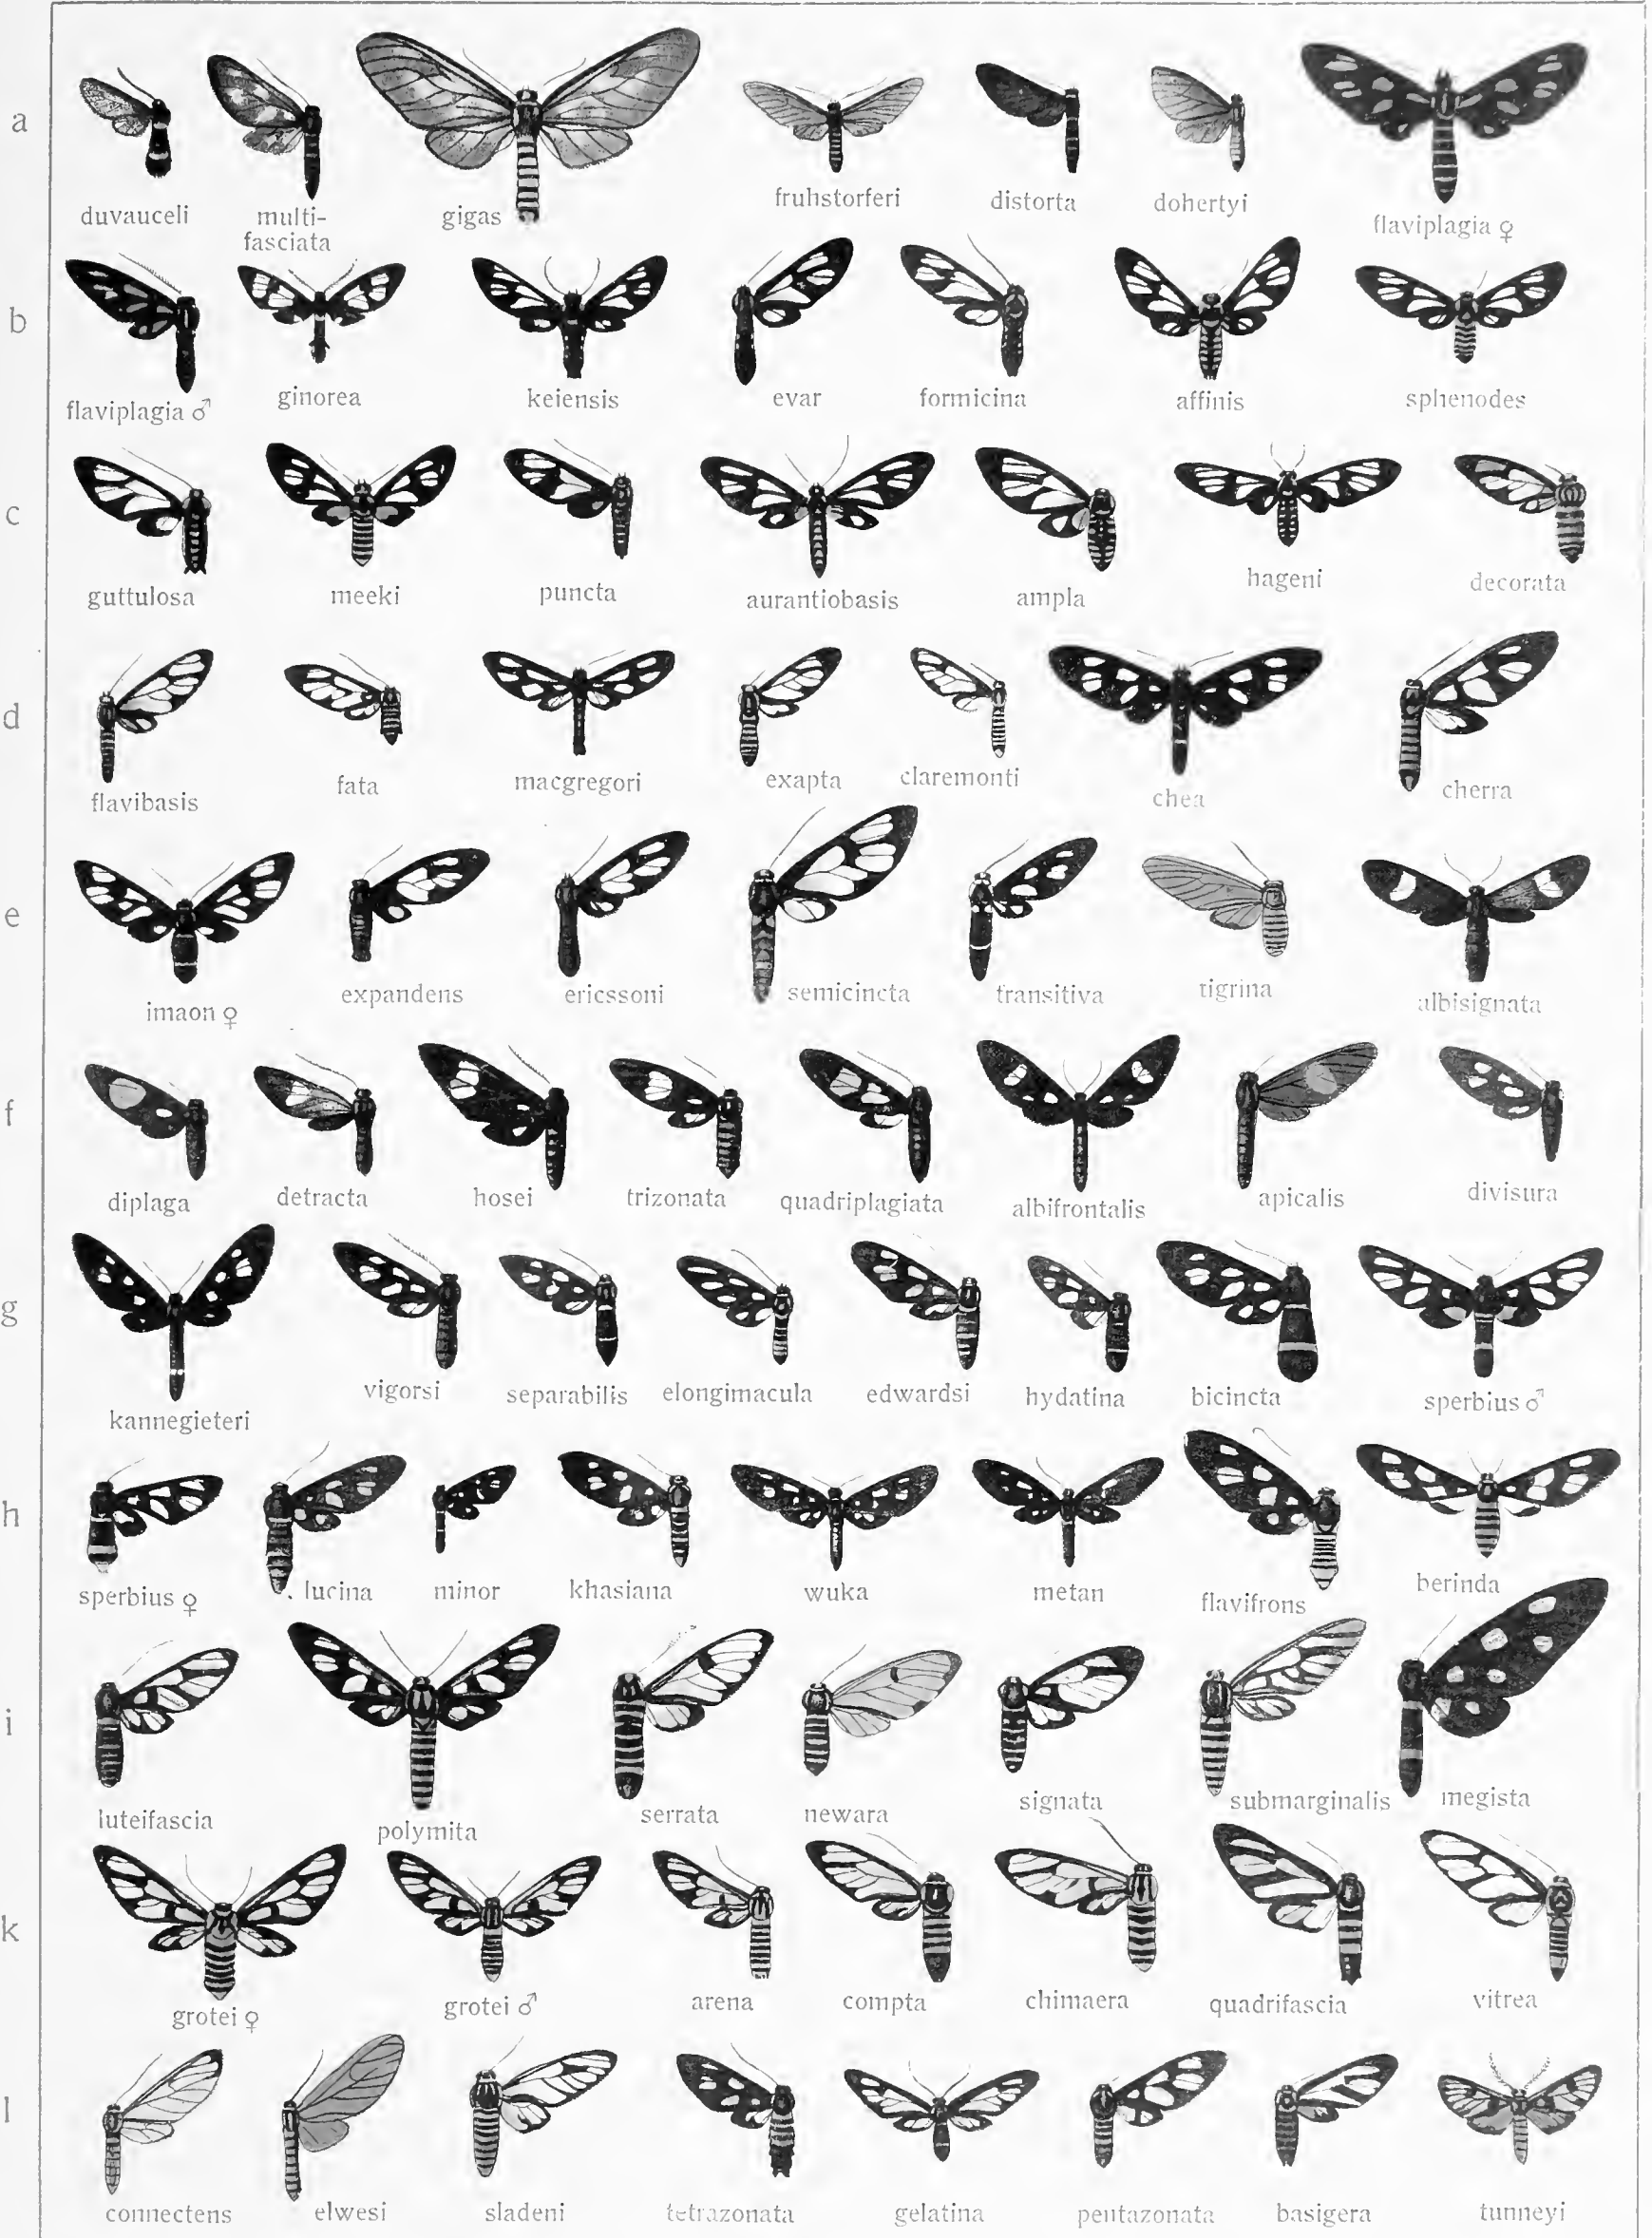 a
duvauceli
multi-
fasciata
gigas
fruhstorferi
distorta
dohertyi
flaviplagia ♀
b
flaviplagia ♂
ginorea
keiensis
evar
formicina
affinis
sphenodes
c
guttulosa
meeki
puncta
aurantiobasis
ampla
hageni
decorata
d
flavibasis
fata
macgregori
exapta
claremonti
chea
cherra
e
imaon ♀
expandens
ericssoni
semicincta
transitiva
tigrina
albisignata
f
diplaga
detracta
hosei
trizonata
quadriplagiata
albifrontalis
apicalis
divisura
g
kannegieteri
vigorsi
separabilis
elongimacula
edwardsi
hydatina
bicincta
sperbius ♂
h
sperbius ♀
lucina
minor
khasiana
wuka
metan
flavifrons
berinda
i
luteifascia
polymita
serrata
newara
signata
submarginalis
megista
k
grotei ♀
grotei ♂
arena
compta
chimaera
quadrifascia
vitrea
l
connectens
elwesi
sladeni
tetrazonata
gelatina
pentazonata
basigera
tunneyi